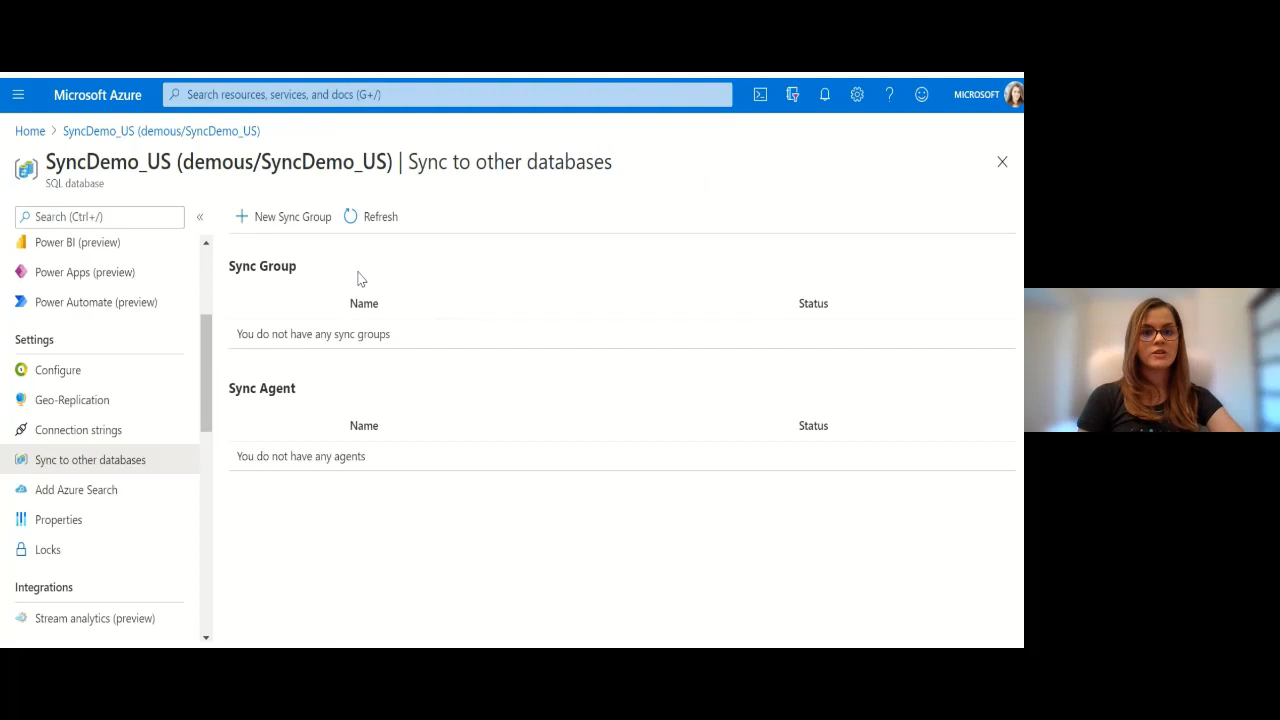 Microsoft Azure
Search resources, services, and docs (G+/)
MICROSOFT
Home > SyncDemo_US (demous/SyncDemo_US)
SyncDemo_US (demous/SyncDemo_US) | Sync to other databases
SQL database
Search (Ctrl+/)
«
New Sync Group
Refresh
Power BI (preview)
Power Apps (preview)
Power Automate (preview)
Settings
Configure
Geo-Replication
Connection strings
Sync to other databases
Add Azure Search
Properties
Locks
Integrations
Stream analytics (preview)
Sync Group
Name Status
You do not have any sync groups
Sync Agent
Name Status
You do not have any agents